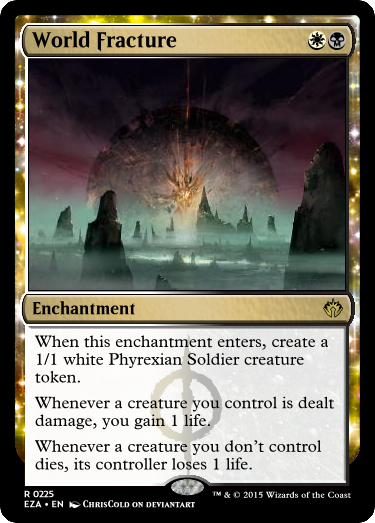 World Fracture
Enchantment
When this enchantment enters, create a
1/1 white Phyrexian Soldier creature
token.
Whenever a creature you control is dealt
damage, you gain 1 life.
Whenever a creature you don't control
dies, its controller loses 1 life.
R 0225
EZA • EN ChrisCold on deviantart
™ & © 2015 Wizards of the Coast